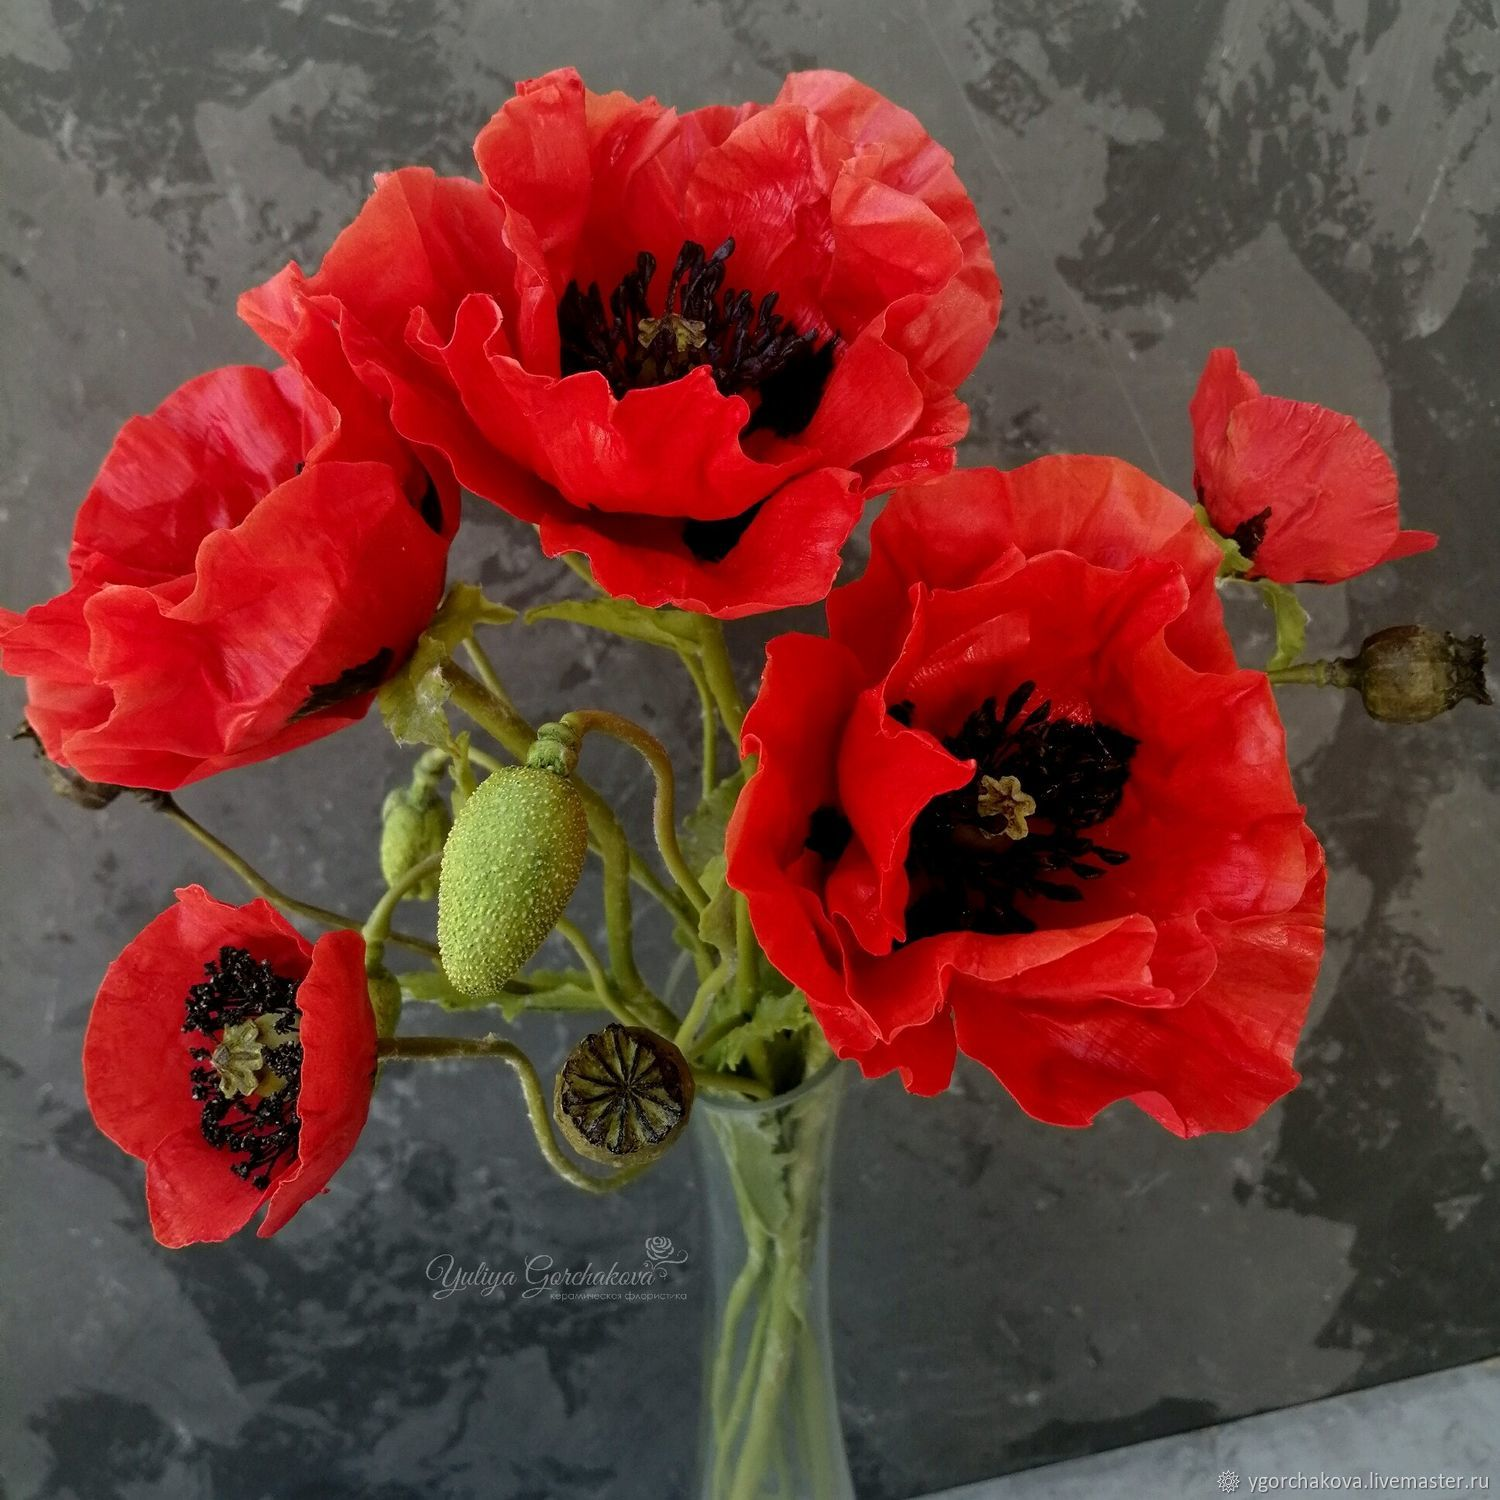 Yuliya Gorchakova
керамическая флористика
ygorchakova.livemaster.ru